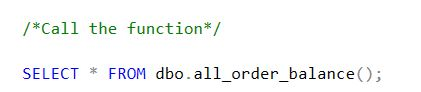 /*Call the function*/
SELECT * FROM dbo.all_order_balance();